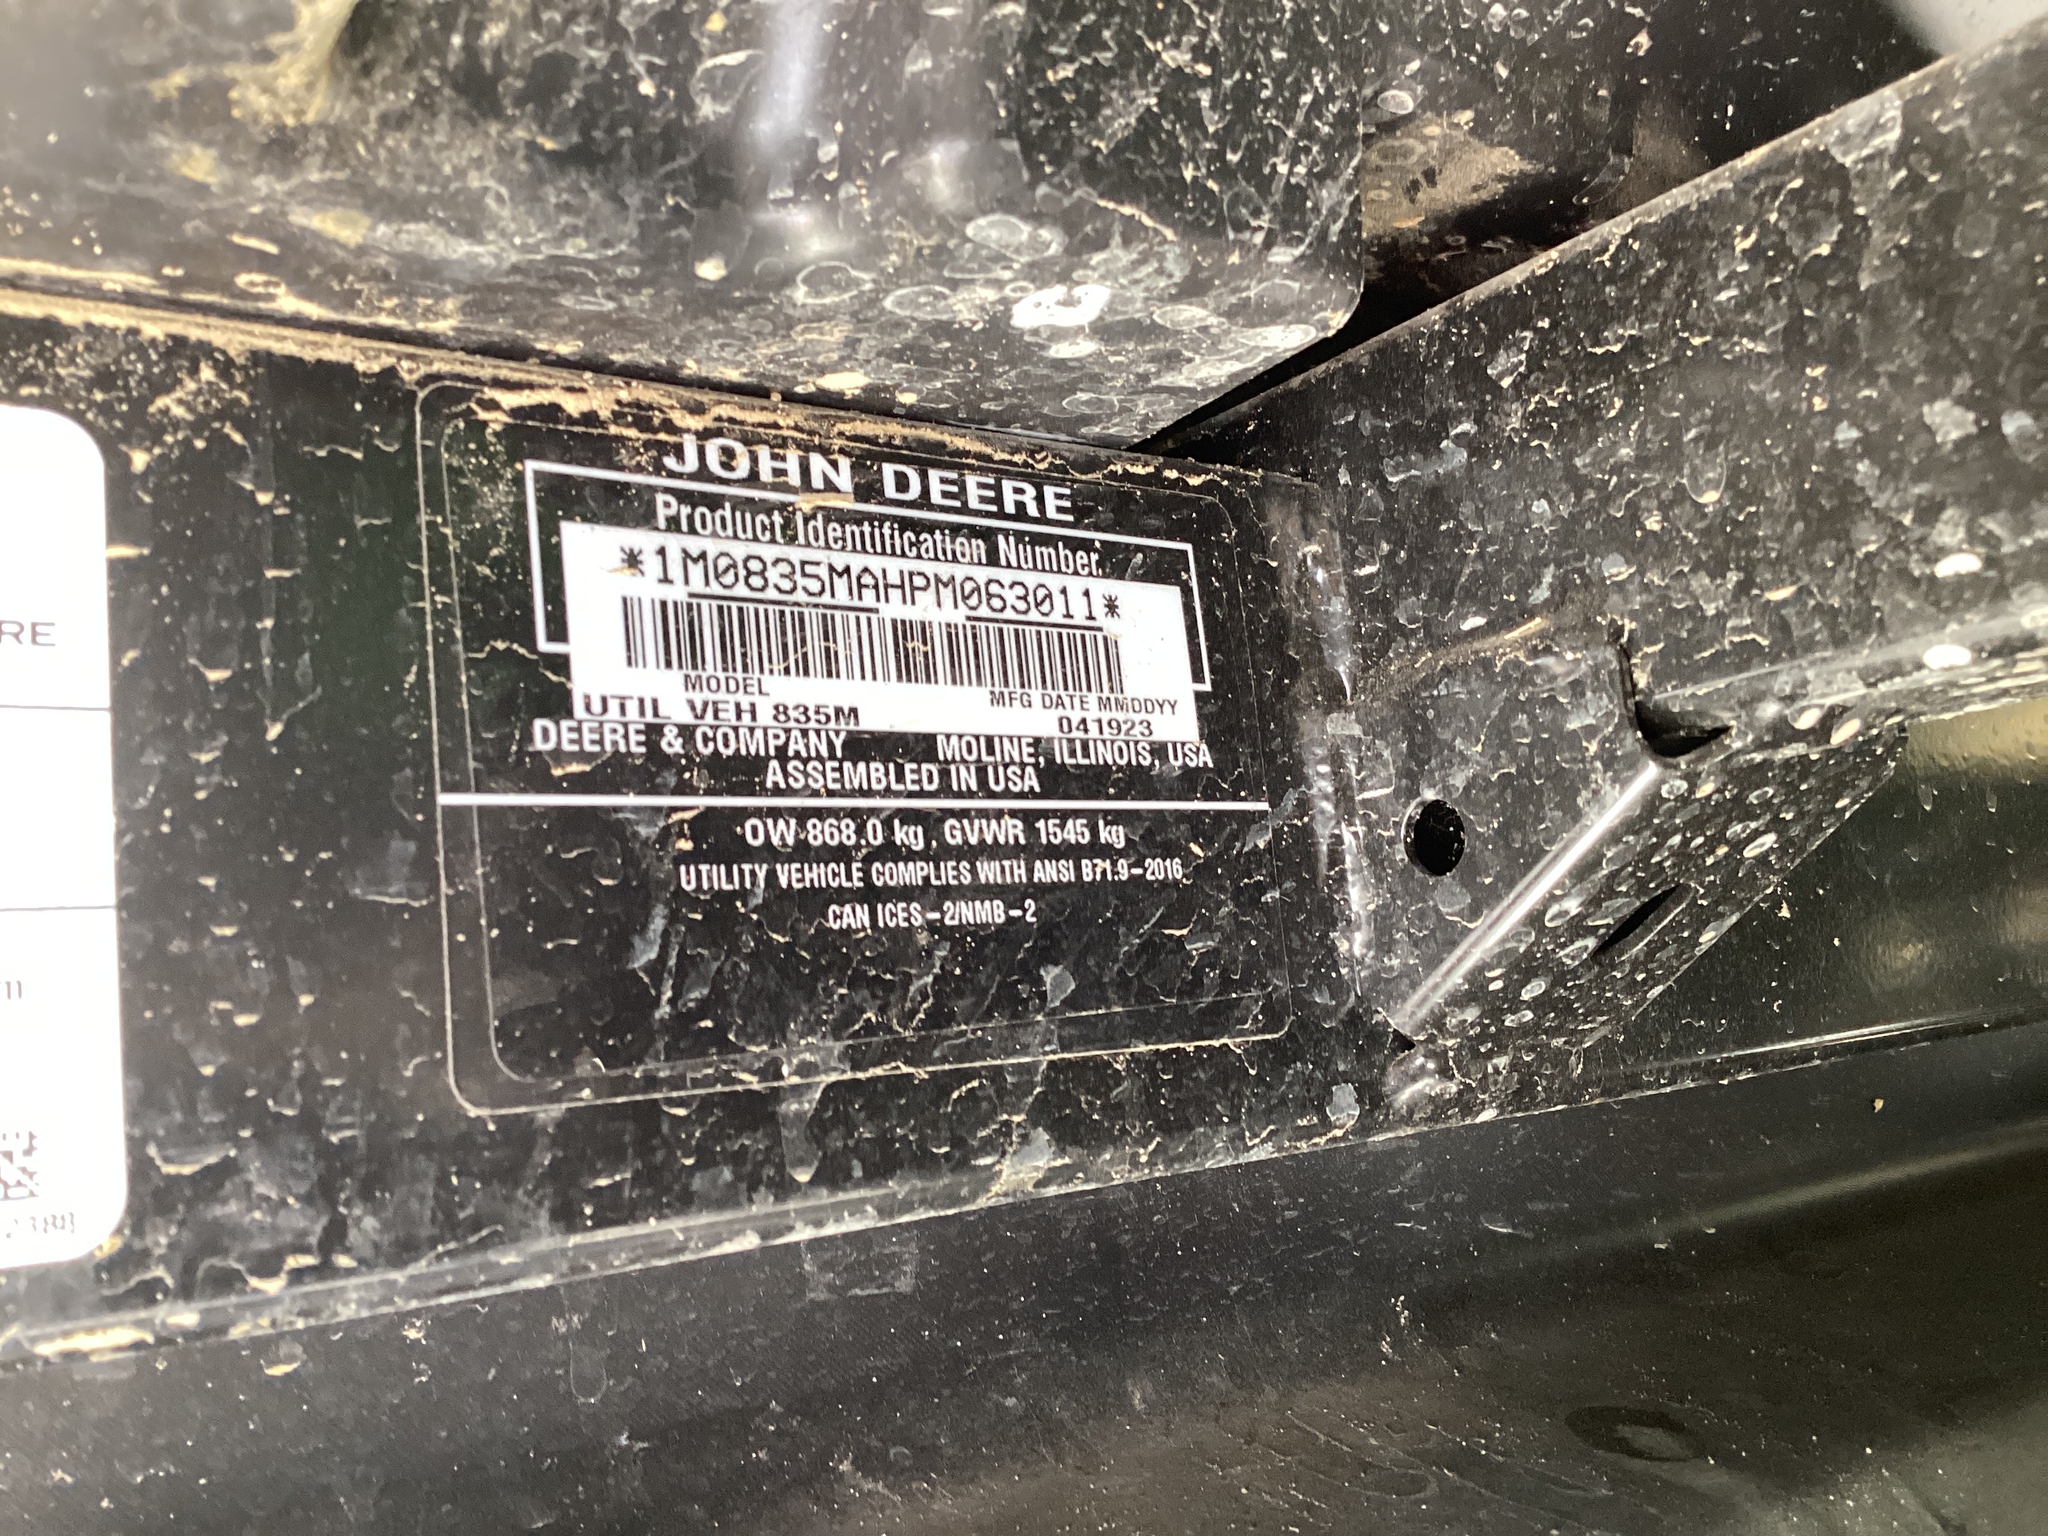 JOHN DEERE
Product Identification Number
*1M0835MAHPM063011*
MODEL MFG DATE MMDDYY
UTIL VEH 835M 041923
DEERE & COMPANY MOLINE, ILLINOIS, USA
ASSEMBLED IN USA
OW 868.0 kg GVWR 1545 kg
UTILITY VEHICLE COMPLIES WITH ANSI B71.9-2016
CAN ICES-2/NMB-2
RE